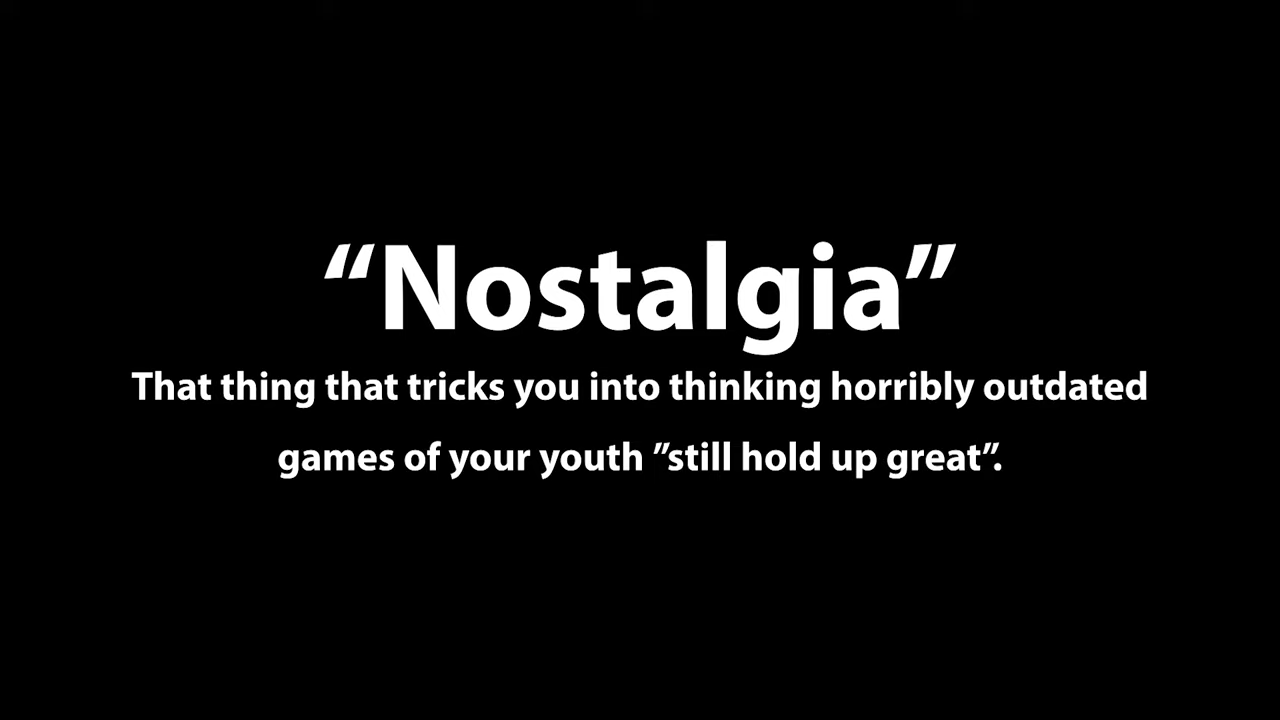 “Nostalgia”
That thing that tricks you into thinking horribly outdated
games of your youth ”still hold up great”.